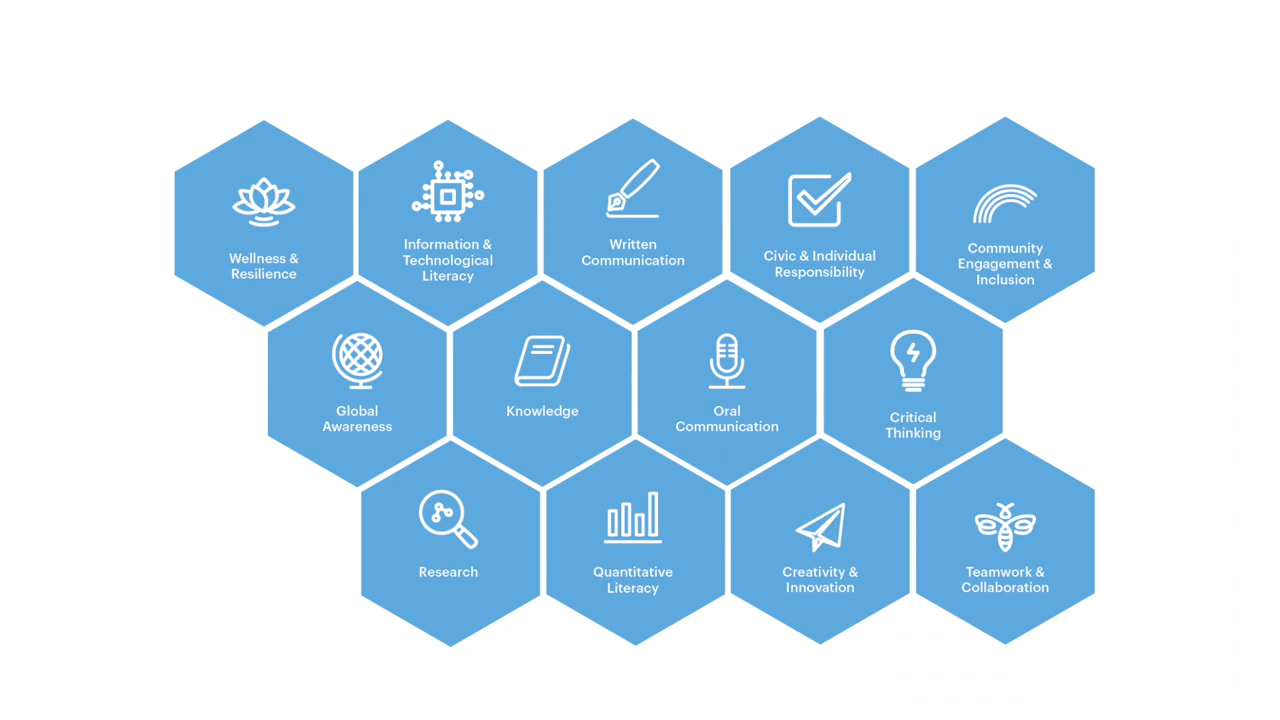 Wellness &
Resilience
Information &
Technological
Literacy
Written
Communication
Civic & Individual
Responsibility
Community
Engagement &
Inclusion
Global
Awareness
Knowledge
Oral
Communication
Critical
Thinking
Research
Quantitative
Literacy
Creativity &
Innovation
Teamwork &
Collaboration